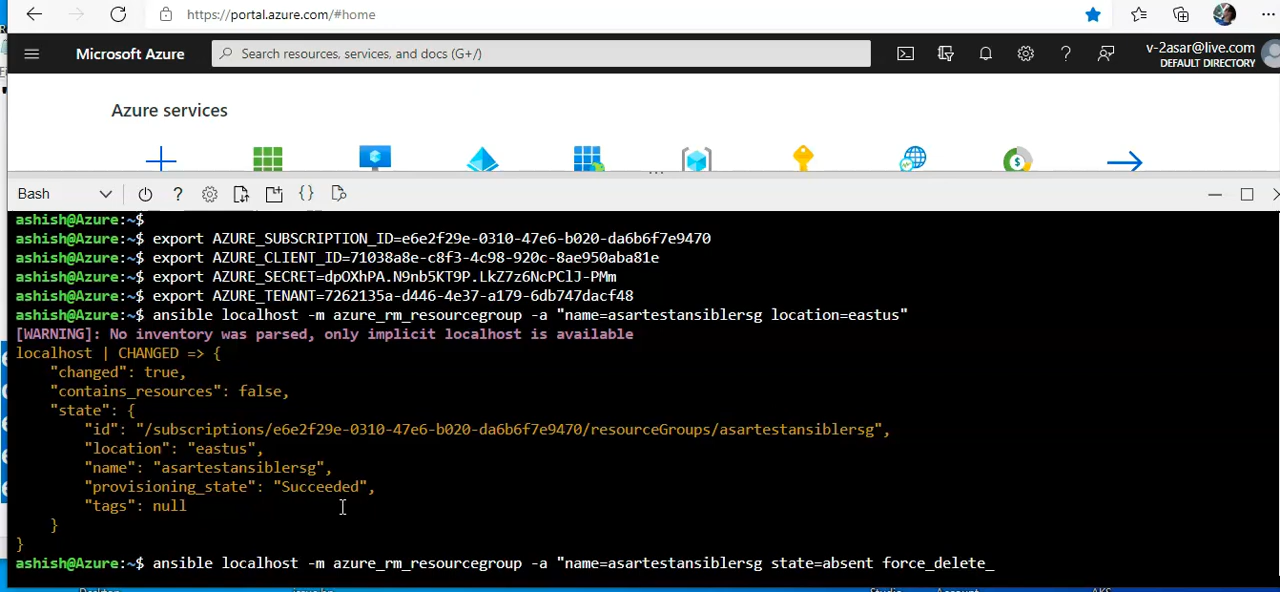 https://portal.azure.com/#home
Microsoft Azure
Search resources, services, and docs (G+/)
v-2asar@live.com
DEFAULT DIRECTORY
Azure services
Bash
ashish@Azure:~$
ashish@Azure:~$ export AZURE_SUBSCRIPTION_ID=e6e2f29e-0310-47e6-b020-da6b6f7e9470
ashish@Azure:~$ export AZURE_CLIENT_ID=71038a8e-c8f3-4c98-920c-8ae950aba81e
ashish@Azure:~$ export AZURE_SECRET=dpOXhPA.N9nb5KT9P.LkZ7z6NcPClJ-PMm
ashish@Azure:~$ export AZURE_TENANT=7262135a-d446-4e37-a179-6db747dacf48
ashish@Azure:~$ ansible localhost -m azure_rm_resourcegroup -a "name=asartestansiblersg location=eastus"
[WARNING]: No inventory was parsed, only implicit localhost is available
localhost | CHANGED => {
"changed": true,
"contains_resources": false,
"state": {
"id": "/subscriptions/e6e2f29e-0310-47e6-b020-da6b6f7e9470/resourceGroups/asartestansiblersg",
"location": "eastus",
"name": "asartestansiblersg",
"provisioning_state": "Succeeded",
"tags": null
}
}
ashish@Azure:~$ ansible localhost -m azure_rm_resourcegroup -a "name=asartestansiblersg state=absent force_delete_